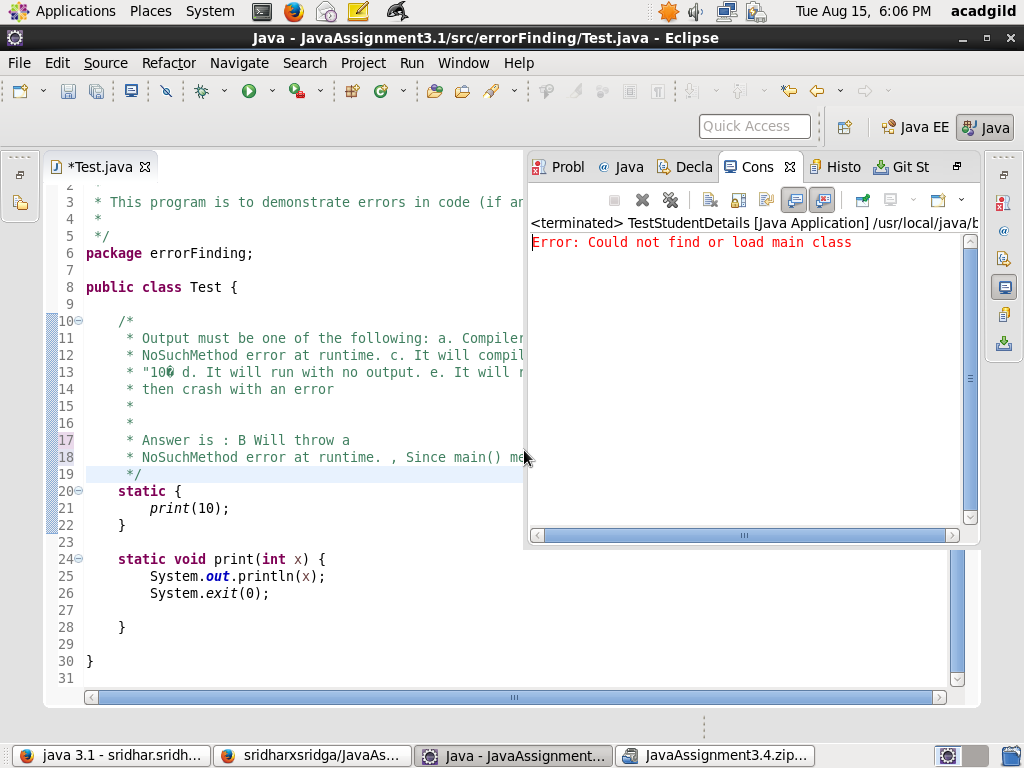 Applications Places System Tue Aug 15, 6:06 PM acadgild
Java - JavaAssignment3.1/src/errorFinding/Test.java - Eclipse
File Edit Source Refactor Navigate Search Project Run Window Help
Quick Access Java EE Java
*Test.java
Probl Java Decla Cons Histo Git St
<terminated> TestStudentDetails [Java Application] /usr/local/java/b
Error: Could not find or load main class
2 *
3 * This program is to demonstrate errors in code (if an
4 *
5 */
6 package errorFinding;
7
8 public class Test {
9
10 /*
11 * Output must be one of the following: a. Compiler
12 * NoSuchMethod error at runtime. c. It will compil
13 * "10� d. It will run with no output. e. It will r
14 * then crash with an error
15 *
16 *
17 * Answer is : B Will throw a
18 * NoSuchMethod error at runtime. , Since main() me
19 */
20 static {
21 print(10);
22 }
23
24 static void print(int x) {
25 System.out.println(x);
26 System.exit(0);
27
28 }
29
30 }
31
java 3.1 - sridhar.sridh... sridharxsridga/JavaAs... Java - JavaAssignment... JavaAssignment3.4.zip...